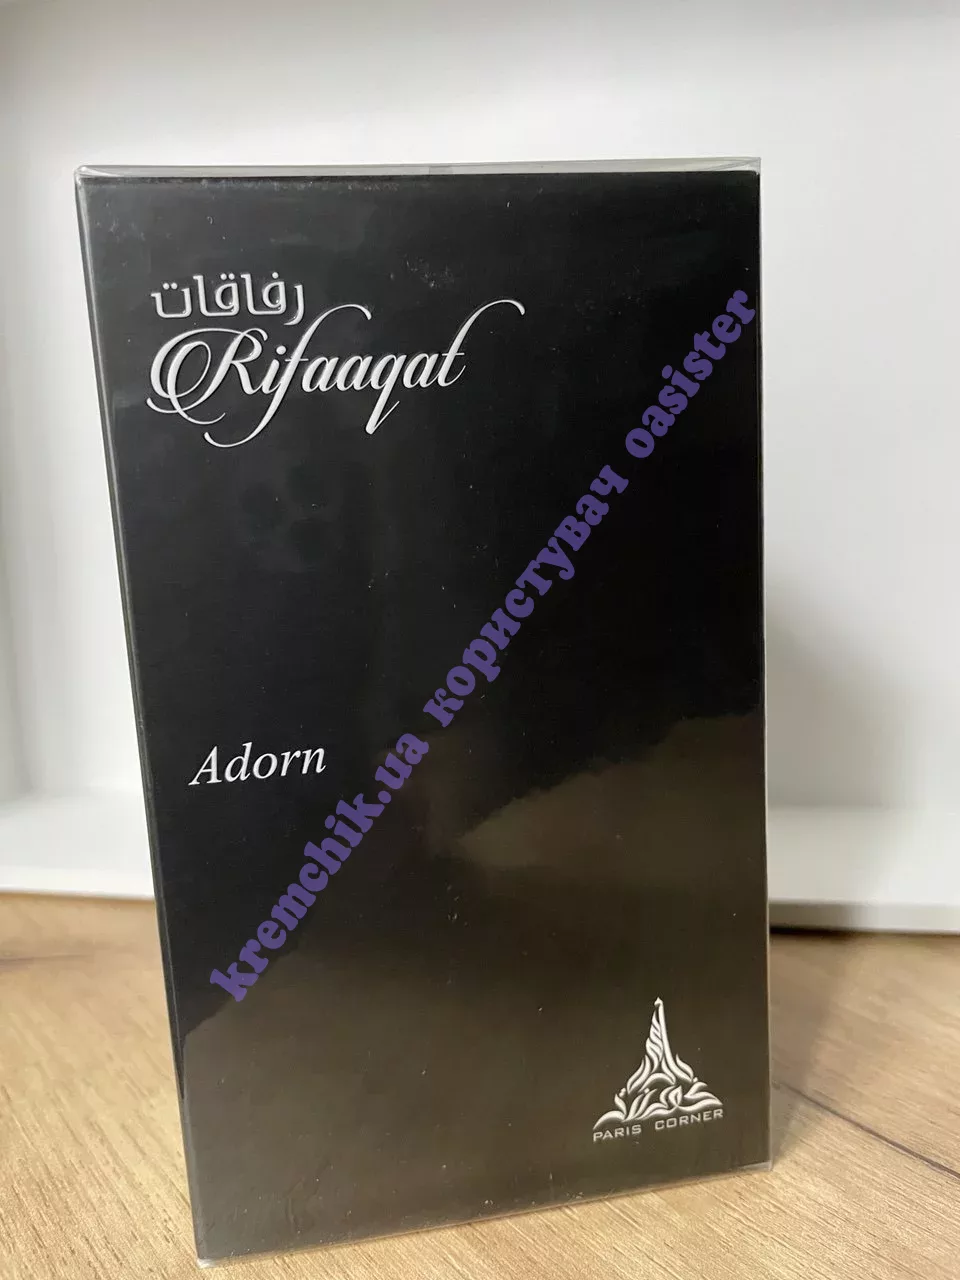 رفاقات
Rifaaqat
Adorn
kremchik.ua користувач oasister
PARIS CORNER